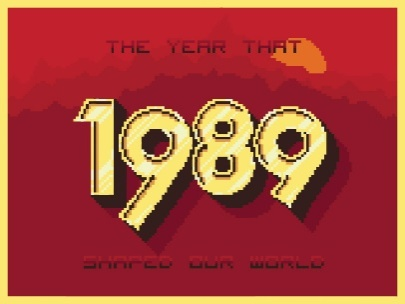 THE YEAR THAT
1989
SHAPED OUR WORLD